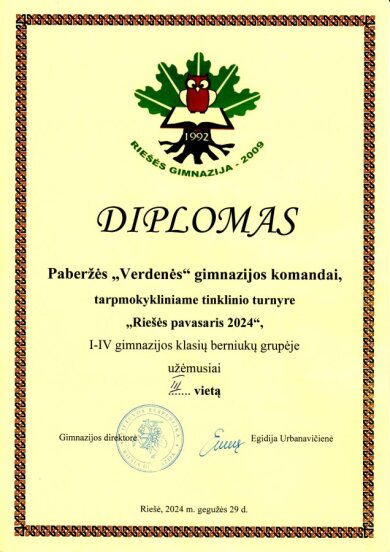 1992
RIEŠĖS GIMNAZIJA - 2009
DIPLOMAS
Paberžės „Verdenės“ gimnazijos komandai,
tarpmokykliniame tinklinio turnyre
„Riešės pavasaris 2024“,
I-IV gimnazijos klasių berniukų grupėje
užėmusiai
III vietą
Gimnazijos direktorė Egidija Urbanavičienė
Riešė, 2024 m. gegužės 29 d.